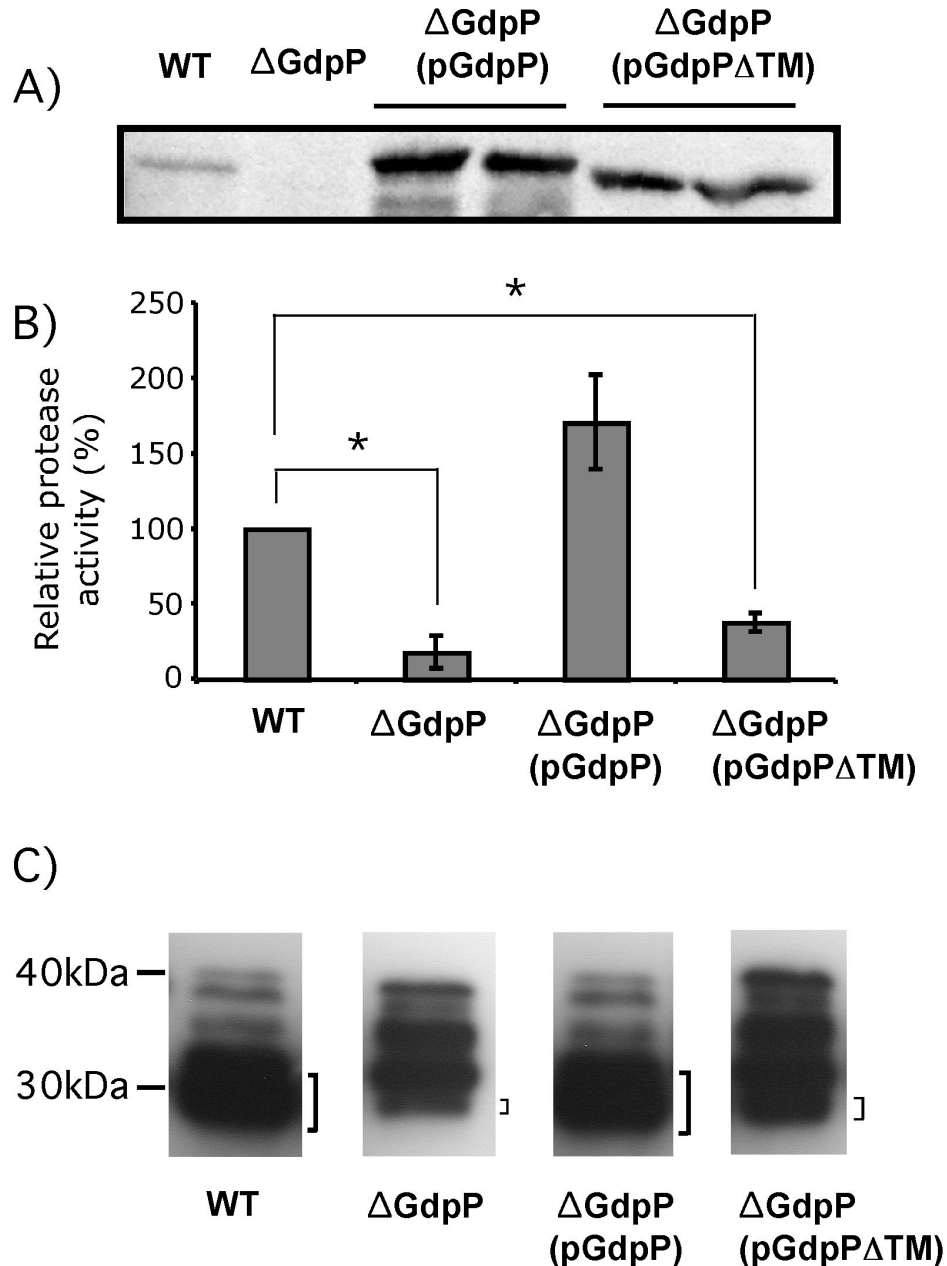 A)
WT
ΔGdpP
ΔGdpP
(pGdpP)
ΔGdpP
(pGdpPΔTM)
B)
Relative protease
activity (%)
250
200
150
100
50
0
*
*
WT
ΔGdpP
ΔGdpP
(pGdpP)
ΔGdpP
(pGdpPΔTM)
C)
40kDa
30kDa
WT
ΔGdpP
ΔGdpP
(pGdpP)
ΔGdpP
(pGdpPΔTM)